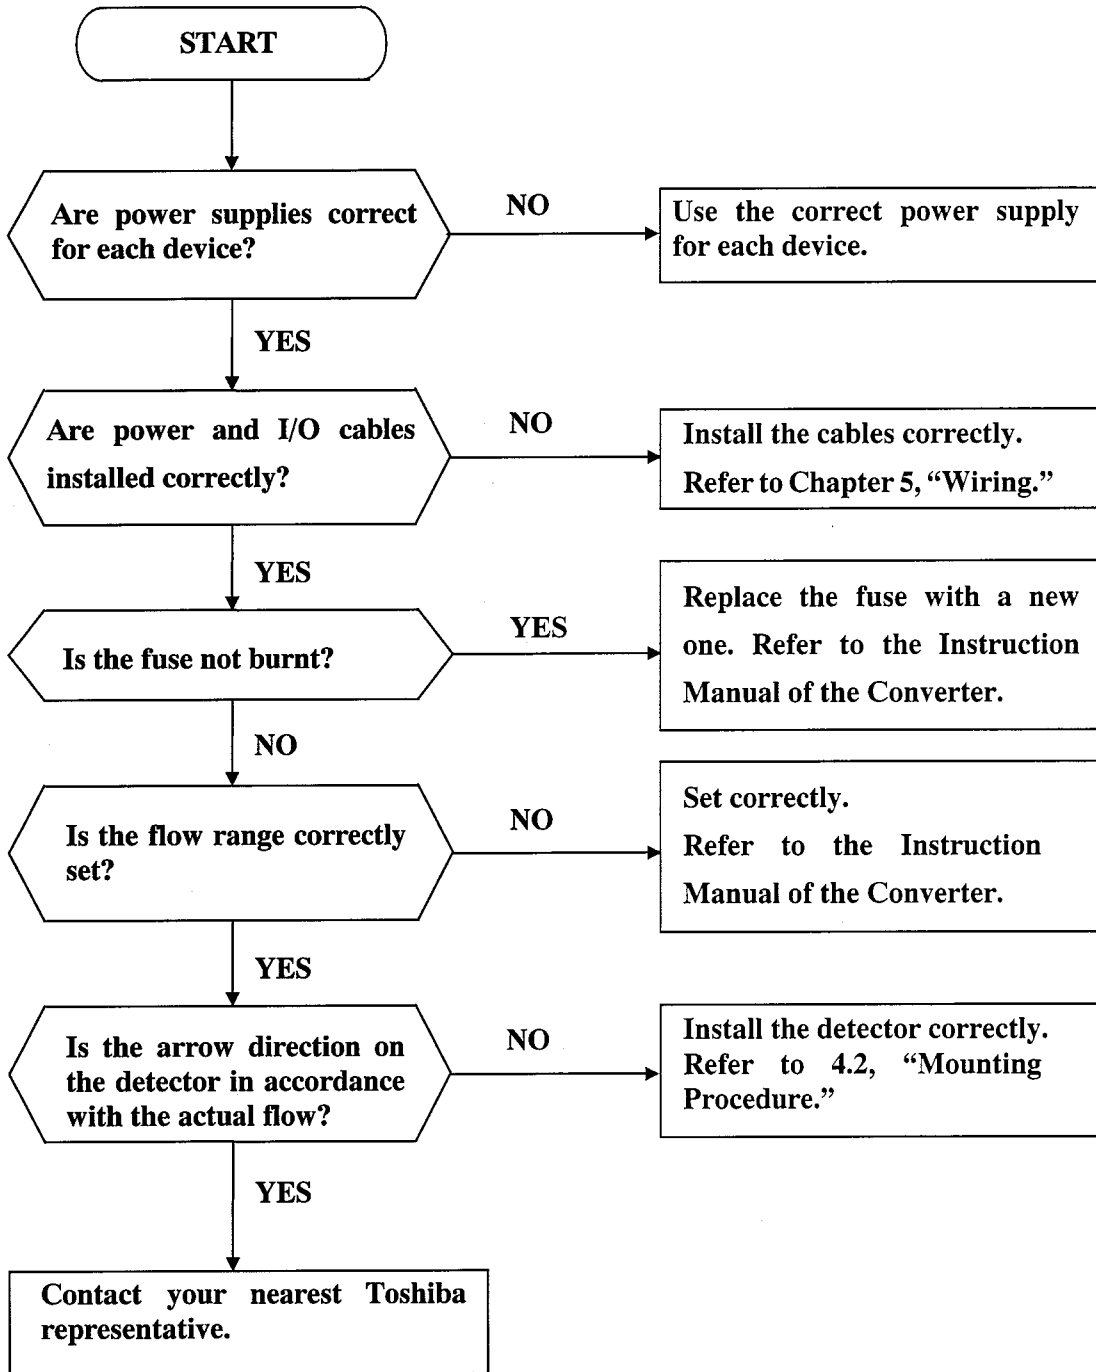 START
Are power supplies correct
for each device?
NO
Use the correct power supply
for each device.
YES
Are power and I/O cables
installed correctly?
NO
Install the cables correctly.
Refer to Chapter 5, “Wiring.”
YES
Is the fuse not burnt?
YES
Replace the fuse with a new
one. Refer to the Instruction
Manual of the Converter.
NO
Is the flow range correctly
set?
NO
Set correctly.
Refer to the Instruction
Manual of the Converter.
YES
Is the arrow direction on
the detector in accordance
with the actual flow?
NO
Install the detector correctly.
Refer to 4.2, “Mounting
Procedure.”
YES
Contact your nearest Toshiba
representative.